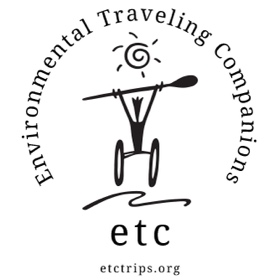 Environmental Traveling Companions
etc
etctrips.org